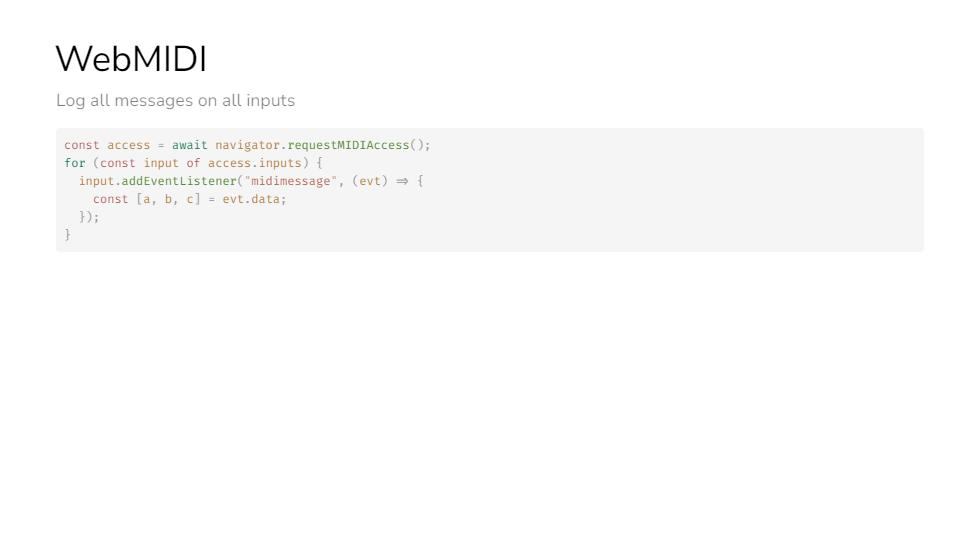 WebMIDI
Log all messages on all inputs
const access = await navigator.requestMIDIAccess();
for (const input of access.inputs) {
  input.addEventListener("midimessage", (evt) => {
    const [a, b, c] = evt.data;
  });
}